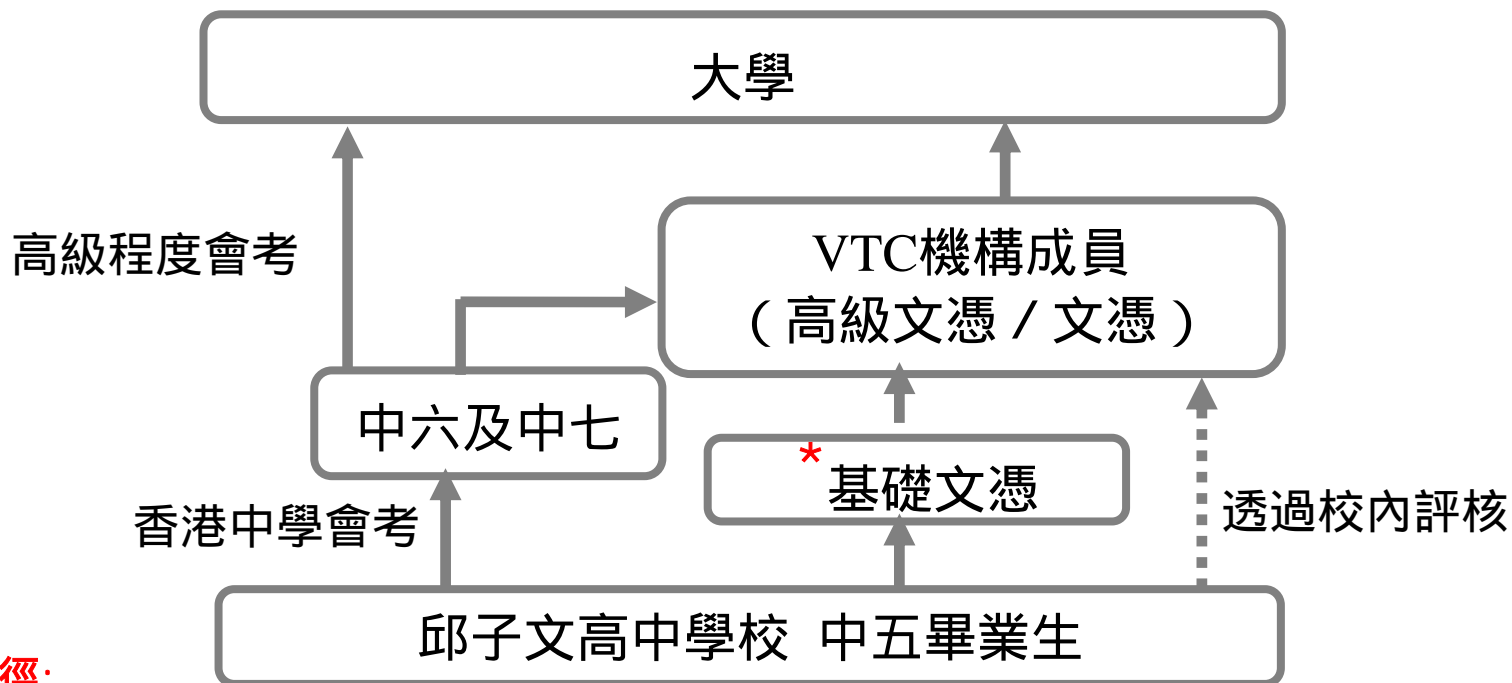 大學
高級程度會考
VTC機構成員
（高級文憑／文憑）
中六及中七
*基礎文憑
香港中學會考
透過校內評核
邱子文高中學校 中五畢業生
徑: